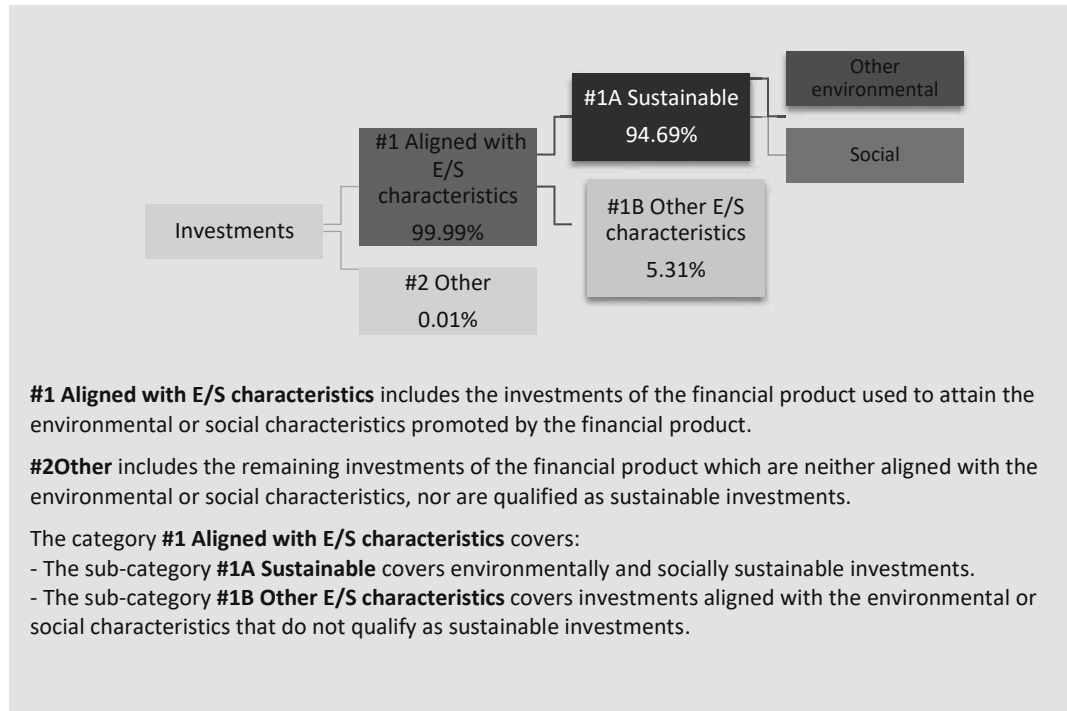 Investments
#1 Aligned with
E/S
characteristics
99.99%
#2 Other
0.01%
#1A Sustainable
94.69%
#1B Other E/S
characteristics
5.31%
Other
environmental
Social
#1 Aligned with E/S characteristics includes the investments of the financial product used to attain the
environmental or social characteristics promoted by the financial product.
#2Other includes the remaining investments of the financial product which are neither aligned with the
environmental or social characteristics, nor are qualified as sustainable investments.
The category #1 Aligned with E/S characteristics covers:
- The sub-category #1A Sustainable covers environmentally and socially sustainable investments.
- The sub-category #1B Other E/S characteristics covers investments aligned with the environmental or
social characteristics that do not qualify as sustainable investments.